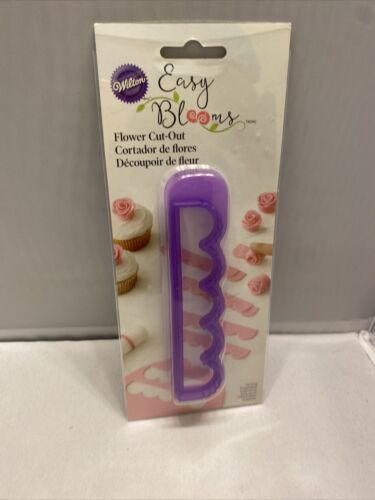 Wilton
Easy
Blooms
Flower Cut-Out
Cortador de flores
Découpoir de fleur